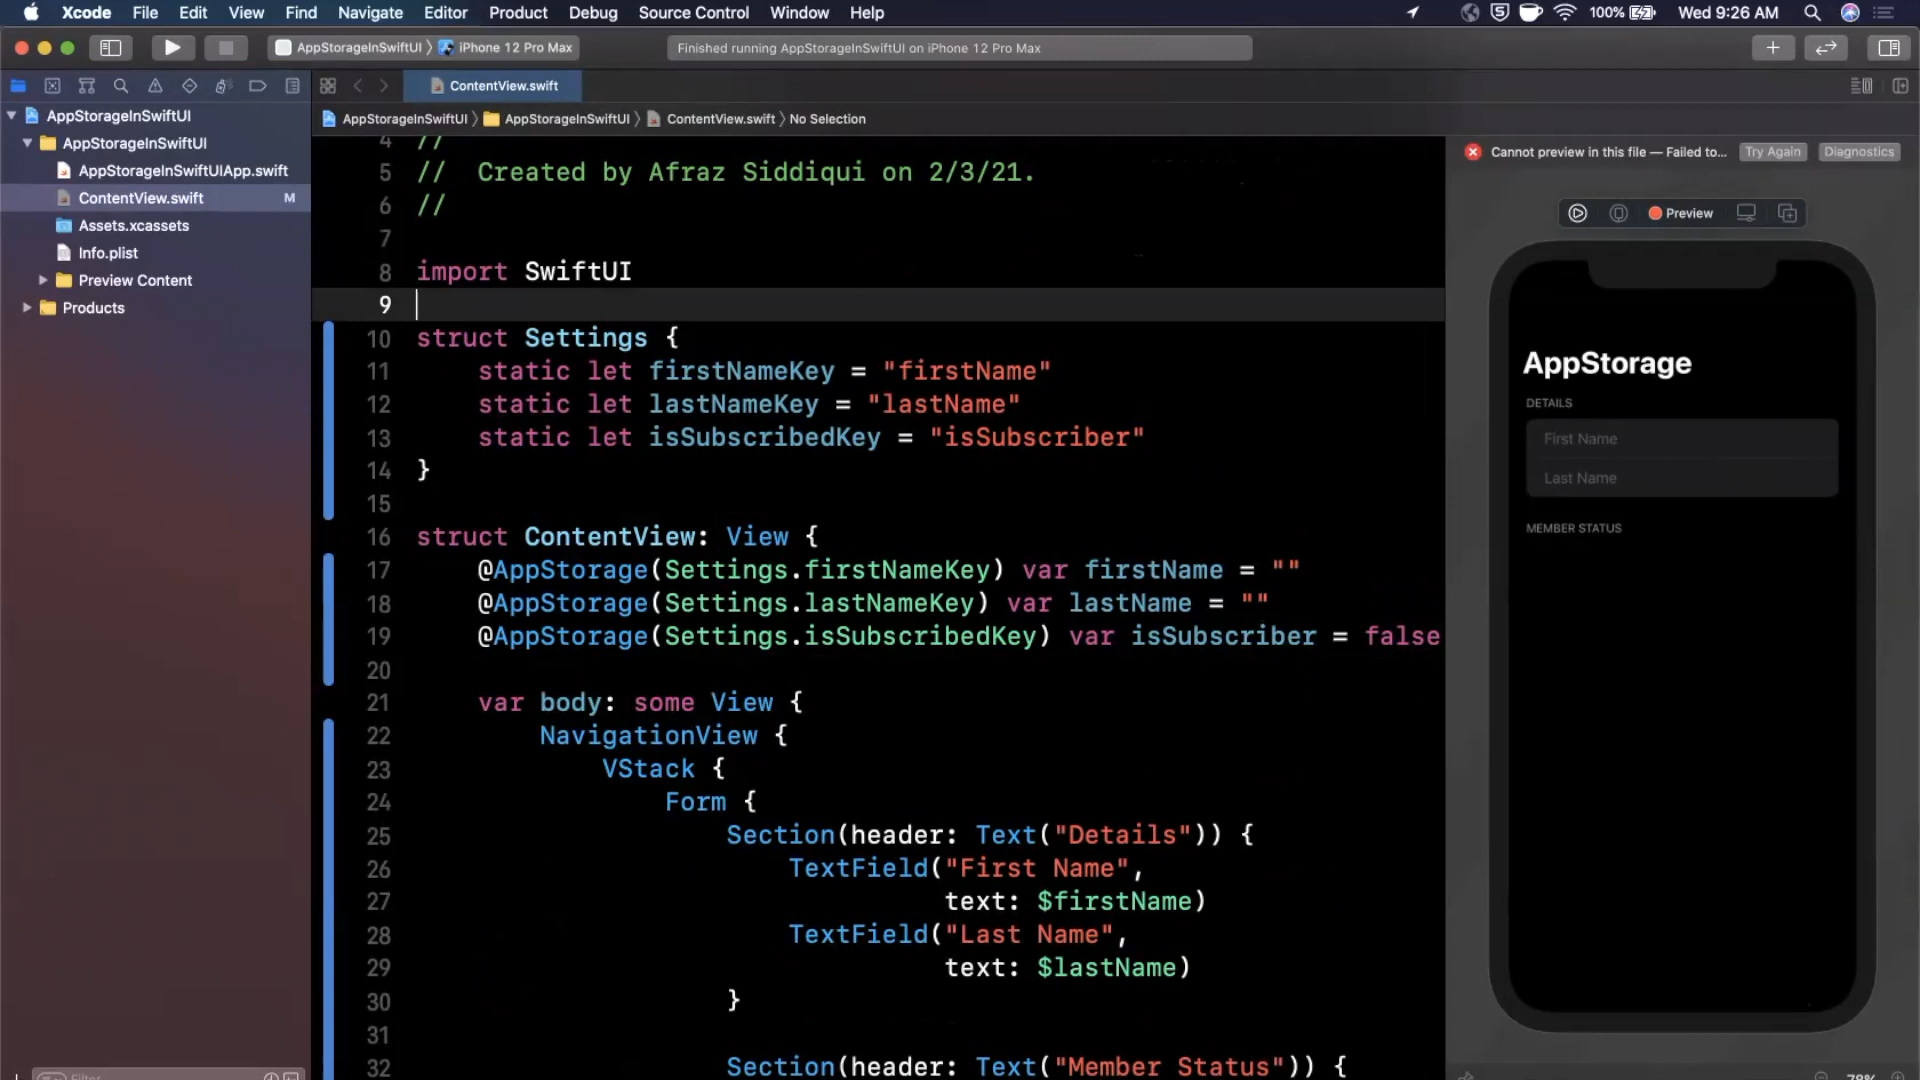 Xcode File Edit View Find Navigate Editor Product Debug Source Control Window Help 100% Wed 9:26 AM
AppStorageInSwiftUI iPhone 12 Pro Max Finished running AppStorageInSwiftUI on iPhone 12 Pro Max
ContentView.swift
AppStorageInSwiftUI
AppStorageInSwiftUI
AppStorageInSwiftUIApp.swift
ContentView.swift M
Assets.xcassets
Info.plist
Preview Content
Products
Filter
AppStorageInSwiftUI AppStorageInSwiftUI ContentView.swift No Selection
4 //
5 //  Created by Afraz Siddiqui on 2/3/21.
6 //
7
8 import SwiftUI
9
10 struct Settings {
11     static let firstNameKey = "firstName"
12     static let lastNameKey = "lastName"
13     static let isSubscribedKey = "isSubscriber"
14 }
15
16 struct ContentView: View {
17     @AppStorage(Settings.firstNameKey) var firstName = ""
18     @AppStorage(Settings.lastNameKey) var lastName = ""
19     @AppStorage(Settings.isSubscribedKey) var isSubscriber = false
20
21     var body: some View {
22         NavigationView {
23             VStack {
24                 Form {
25                     Section(header: Text("Details")) {
26                         TextField("First Name",
27                                   text: $firstName)
28                         TextField("Last Name",
29                                   text: $lastName)
30                     }
31
32                     Section(header: Text("Member Status")) {
Cannot preview in this file — Failed to... Try Again Diagnostics
Preview
AppStorage
DETAILS
First Name
Last Name
MEMBER STATUS
78%